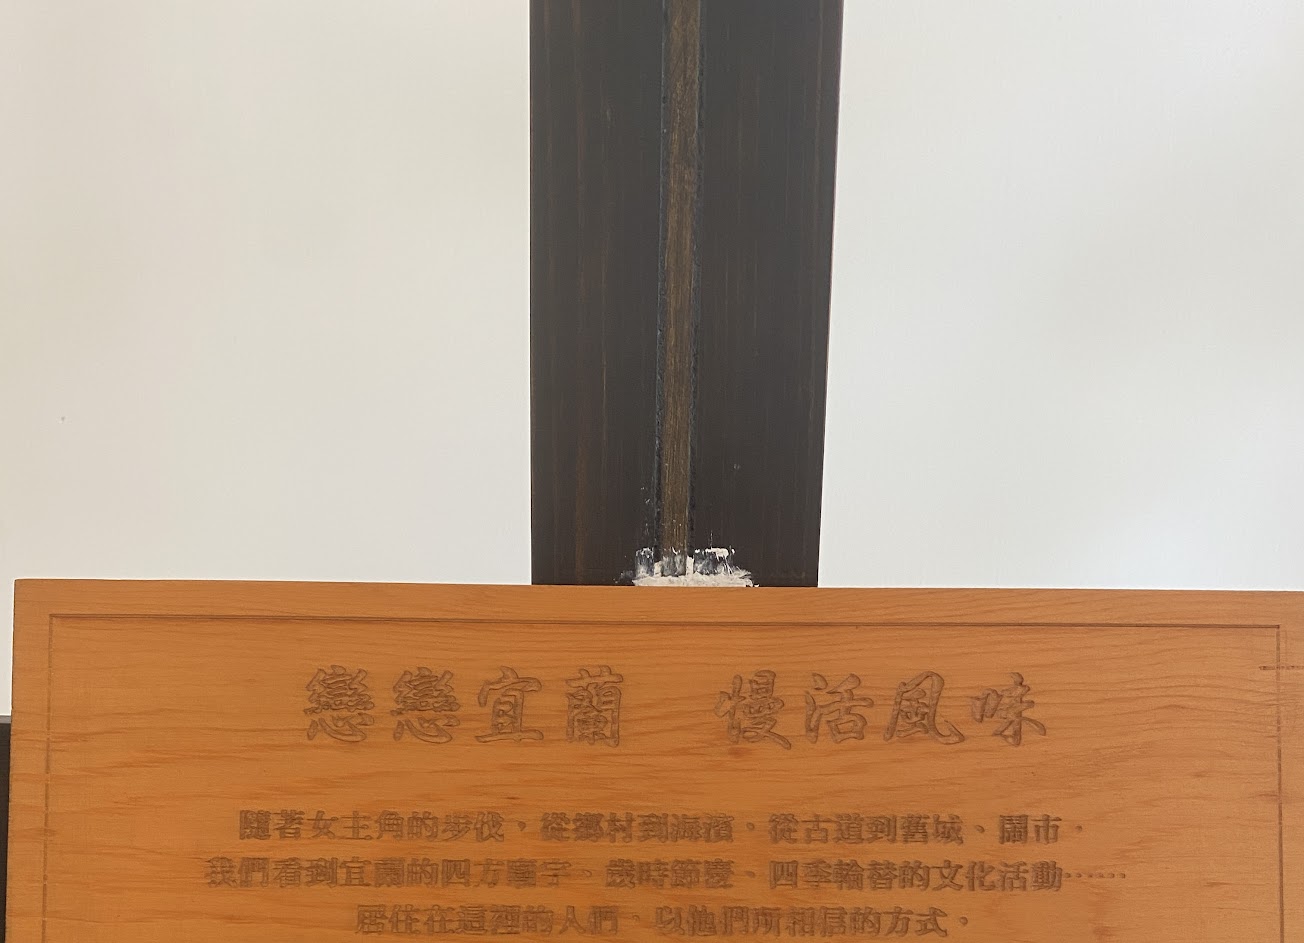 戀戀宜蘭　慢活風味
隨著女主角的步伐，從鄉村到海濱，從古道到舊城、鬧市，
我們看到宜蘭的四方廟宇、歲時節慶、四季輪替的文化活動……
居住在這裡的人們，以他們所相信的方式，